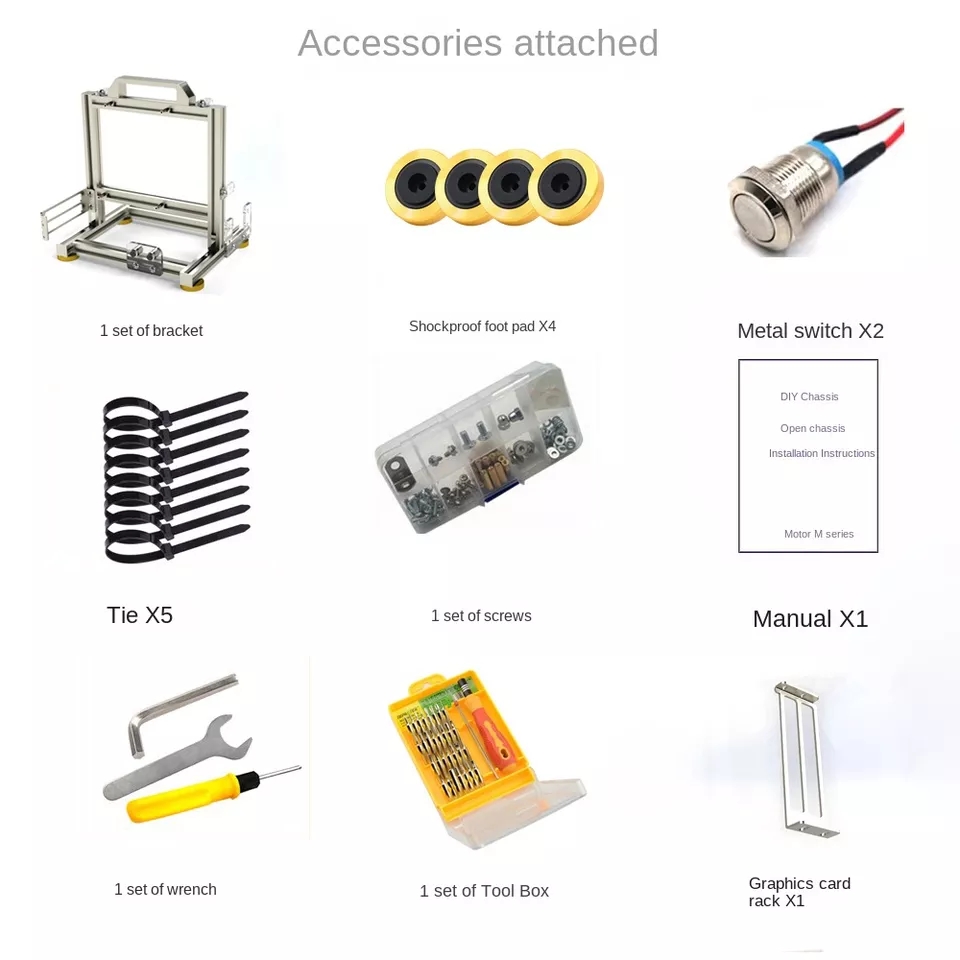 Accessories attached
1 set of bracket
Shockproof foot pad X4
Metal switch X2
DIY Chassis
Open chassis
Installation Instructions
Motor M series
Tie X5
1 set of screws
Manual X1
1 set of wrench
1 set of Tool Box
Graphics card
rack X1